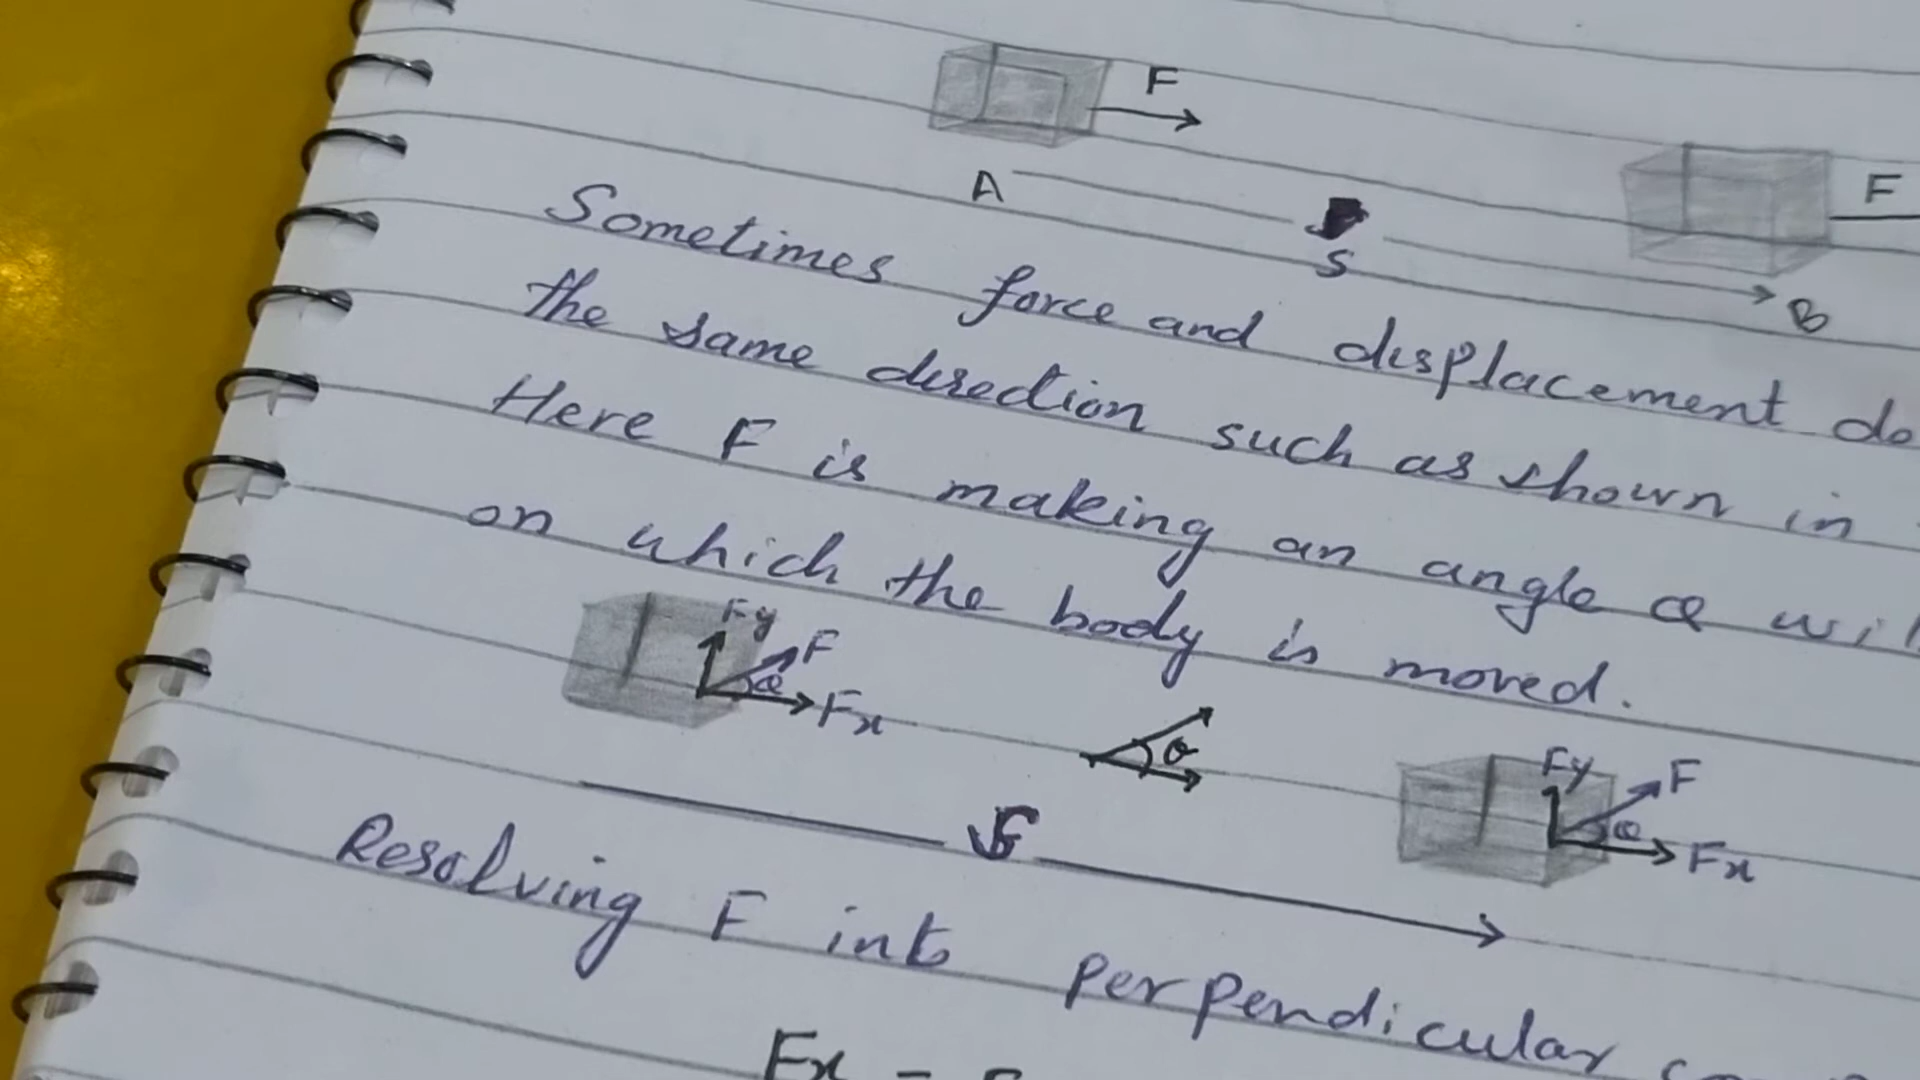 F
F
A
S
B
Sometimes force and displacement do
the same direction such as shown in
Here F is making an angle
on which the body is moved.
Fy
F
Fx
θ
Fy
F
Fx
Resolving F into perpendicular
Fx =